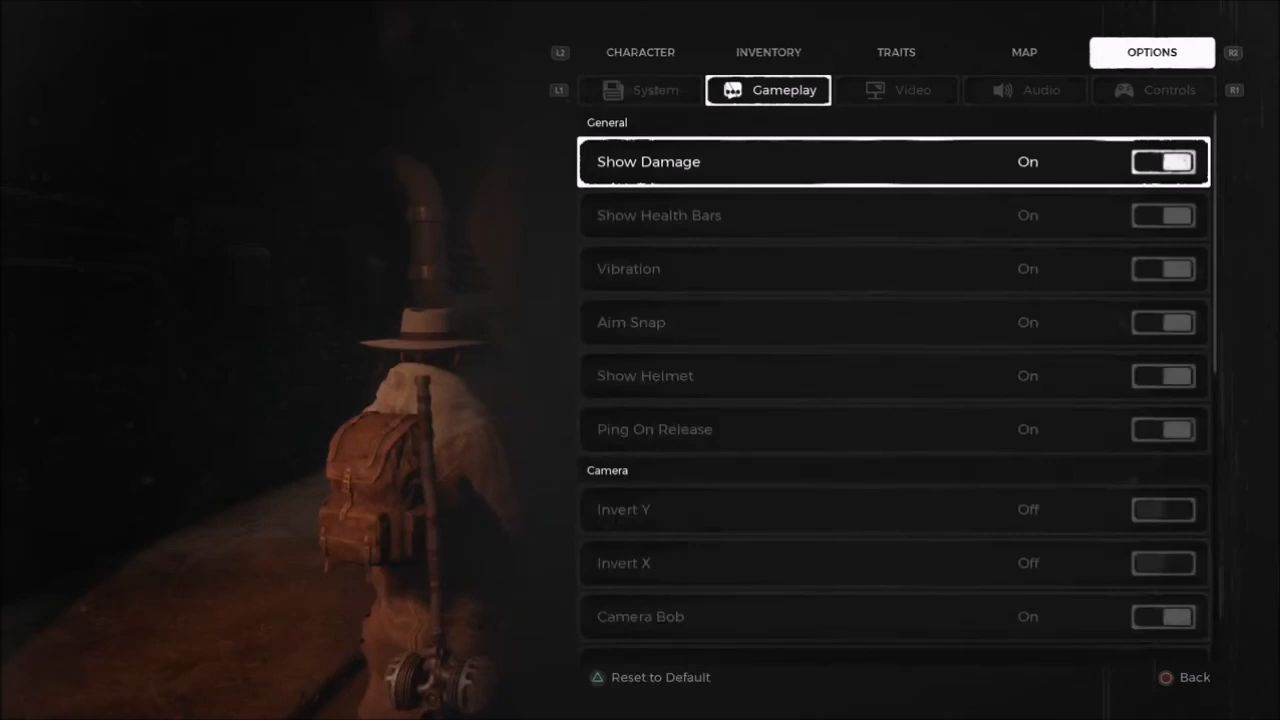 L2 CHARACTER INVENTORY TRAITS MAP OPTIONS R2
L1 System Gameplay Video Audio Controls R1
General
Show Damage On
Show Health Bars On
Vibration On
Aim Snap On
Show Helmet On
Ping On Release On
Camera
Invert Y Off
Invert X Off
Camera Bob On
Reset to Default Back